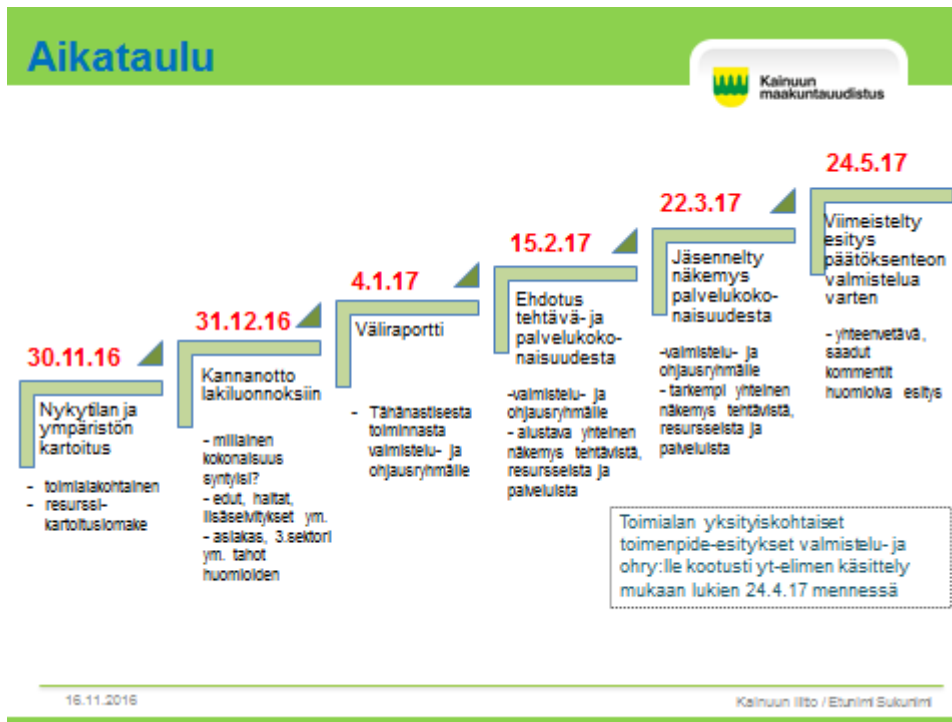 Aikataulu
Kainuun
maakuntauudistus
30.11.16
Nykytilan ja
ympäristön
kartoitus
- toimialakohtainen
- resurssi-
kartoituslomake
31.12.16
Kannanotto
lakiluonnoksiin
- millainen
kokonaisuus
syntyisi?
- edut, haitat,
lisäselvitykset ym.
- asiakas, 3.sektori
ym. tahot
huomioiden
4.1.17
Väliraportti
- Tähänastisesta
toiminnasta
valmistelu- ja
ohjausryhmälle
15.2.17
Ehdotus
tehtävä- ja
palvelukoko-
naisuudesta
-valmistelu- ja
ohjausryhmälle
- alustava yhteinen
näkemys tehtävistä,
resursseista ja
palveluista
22.3.17
Jäsennelty
näkemys
palvelukoko-
naisuudesta
-valmistelu- ja
ohjausryhmälle
- tarkempi yhteinen
näkemys tehtävistä,
resursseista ja
palveluista
24.5.17
Viimeistelty
esitys
päätöksenteon
valmistelua
varten
- yhteenvetävä,
saadut
kommentit
huomioiva esitys
Toimialan yksityiskohtaiset
toimenpide-esitykset valmistelu- ja
ohry:lle kootusti yt-elimen käsittely
mukaan lukien 24.4.17 mennessä
16.11.2016
Kainuun liitto / Etunimi Sukunimi